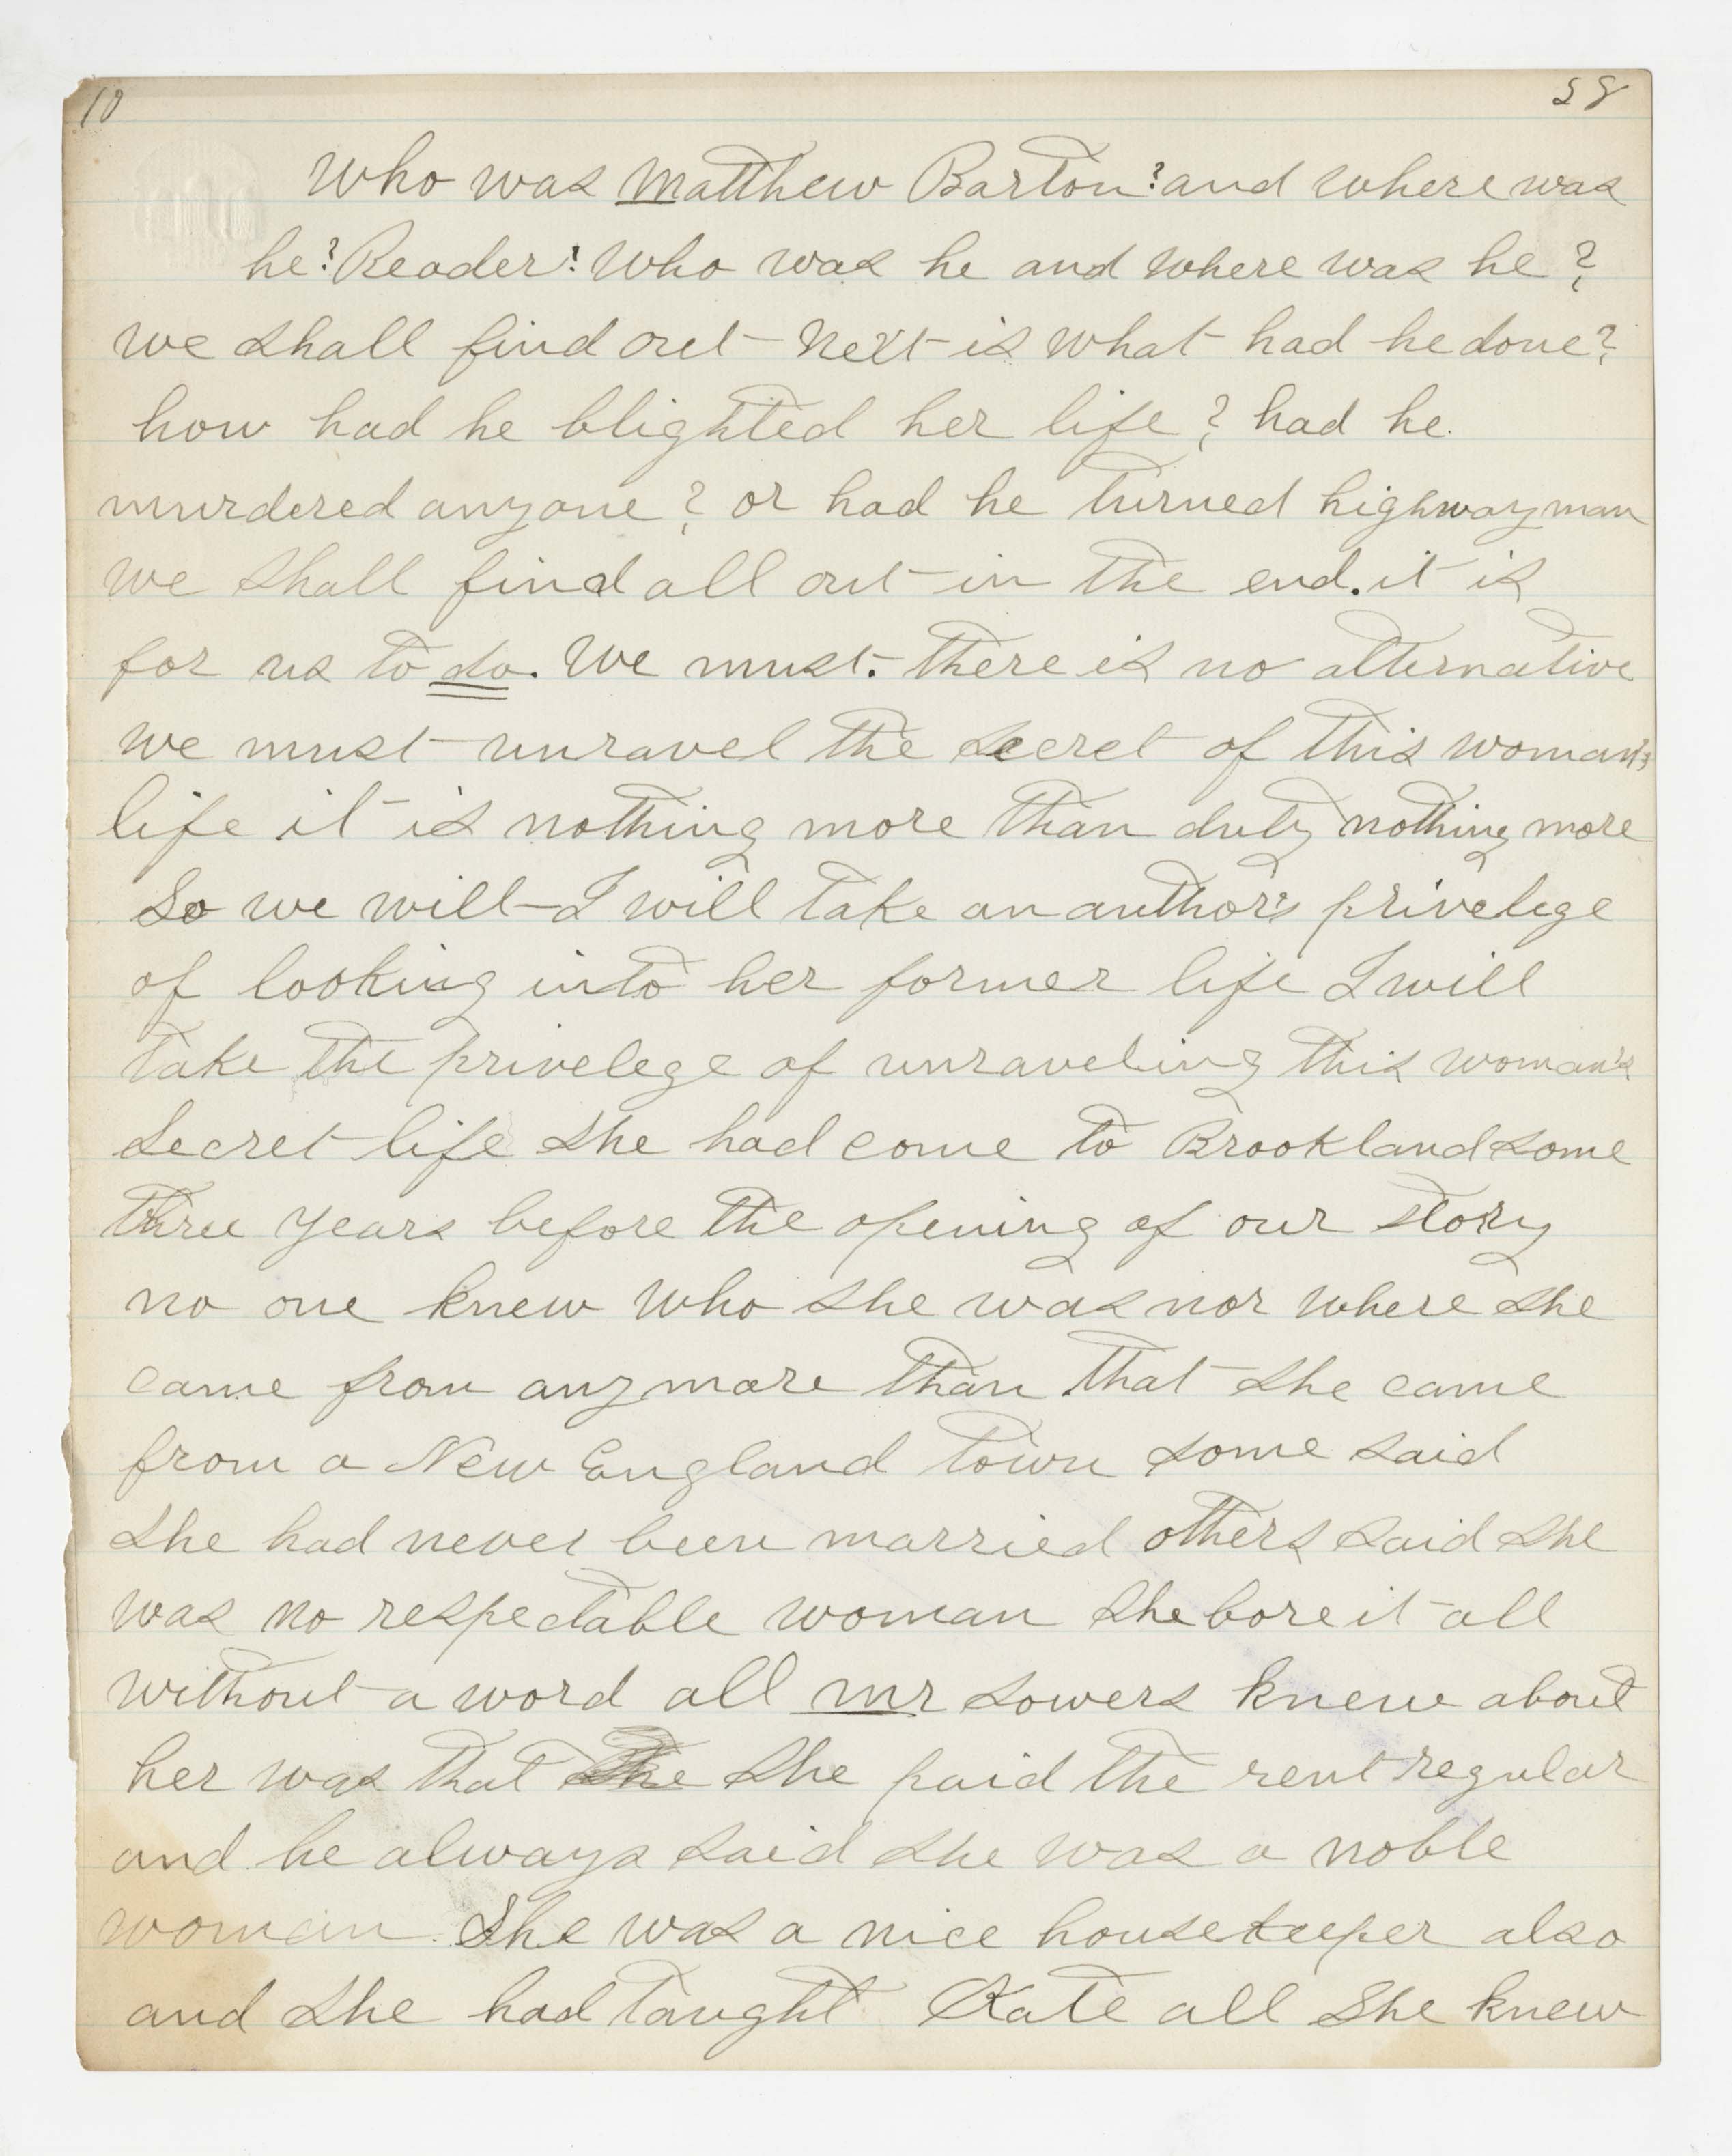 10 58
Who was Matthew Barton? and where was
he? Reader! Who was he and where was he?
we shall find out - Next is what had he done?
how had he blighted her life? had he
murdered anyone? or had he turned highwayman
we shall find all out in the end. it is
for us to do. We must. there is no alternative
we must unravel the secret of this woman's
life it is nothing more than duty nothing more
So we will - I will take an author's privelege
of looking into her former life I will
take the privelege of unraveling this woman's
Secret life She had come to Brookland some
three years before the opening of our story
no one knew who she was nor where she
came from any more than that she came
from a New England town some said
she had never been married others said she
was no respectable woman She bore it all
without a word all mr Sowers knew about
her was that She she paid the rent regular
and he always said she was a noble
woman. She was a nice housekeeper also
and she had taught Kate all She knew